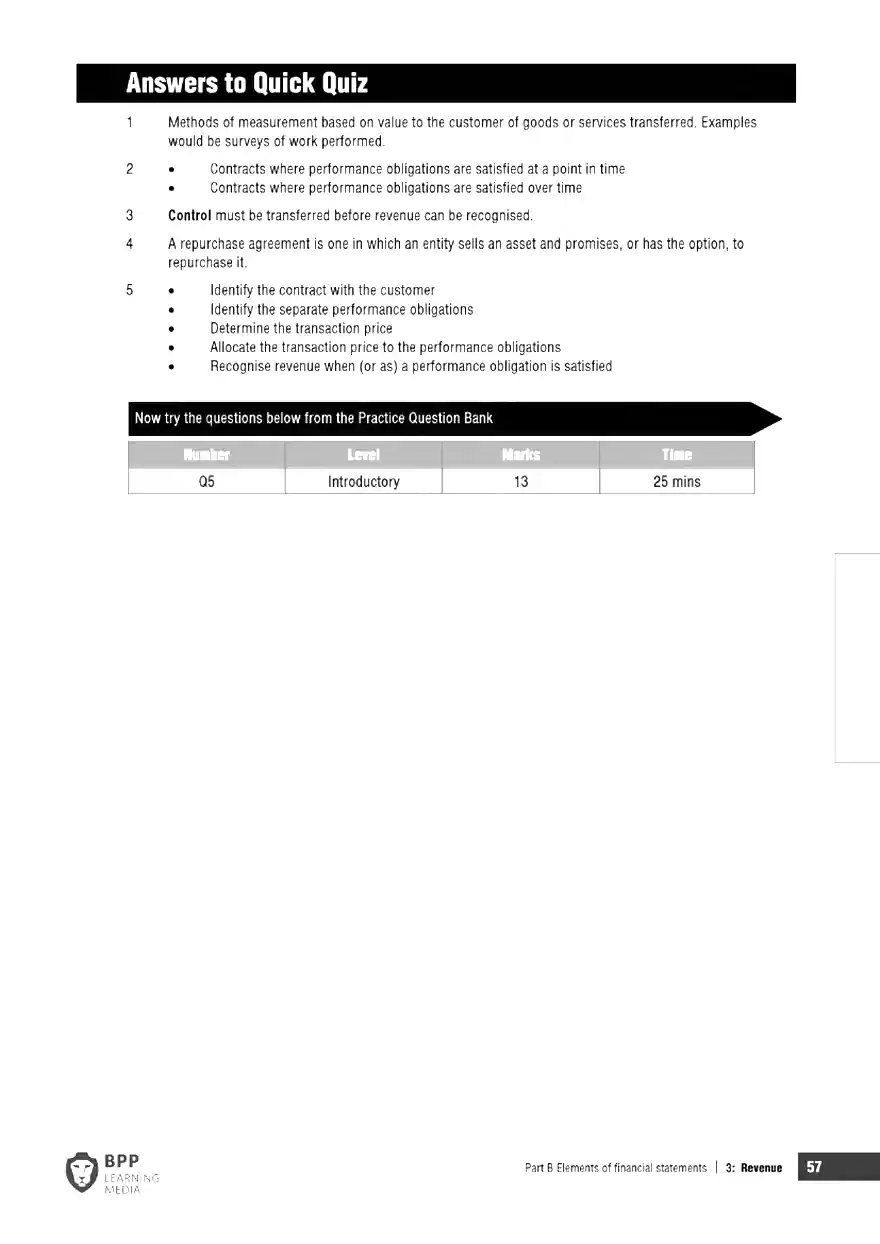 Answers to Quick Quiz
1 Methods of measurement based on value to the customer of goods or services transferred. Examples
would be surveys of work performed.
2 • Contracts where performance obligations are satisfied at a point in time
• Contracts where performance obligations are satisfied over time
3 Control must be transferred before revenue can be recognised.
4 A repurchase agreement is one in which an entity sells an asset and promises, or has the option, to
repurchase it.
5 • Identify the contract with the customer
• Identify the separate performance obligations
• Determine the transaction price
• Allocate the transaction price to the performance obligations
• Recognise revenue when (or as) a performance obligation is satisfied
Now try the questions below from the Practice Question Bank
Number Level Marks Time
Q5 Introductory 13 25 mins
BPP
LEARNING
MEDIA
Part B Elements of financial statements | 3: Revenue 57